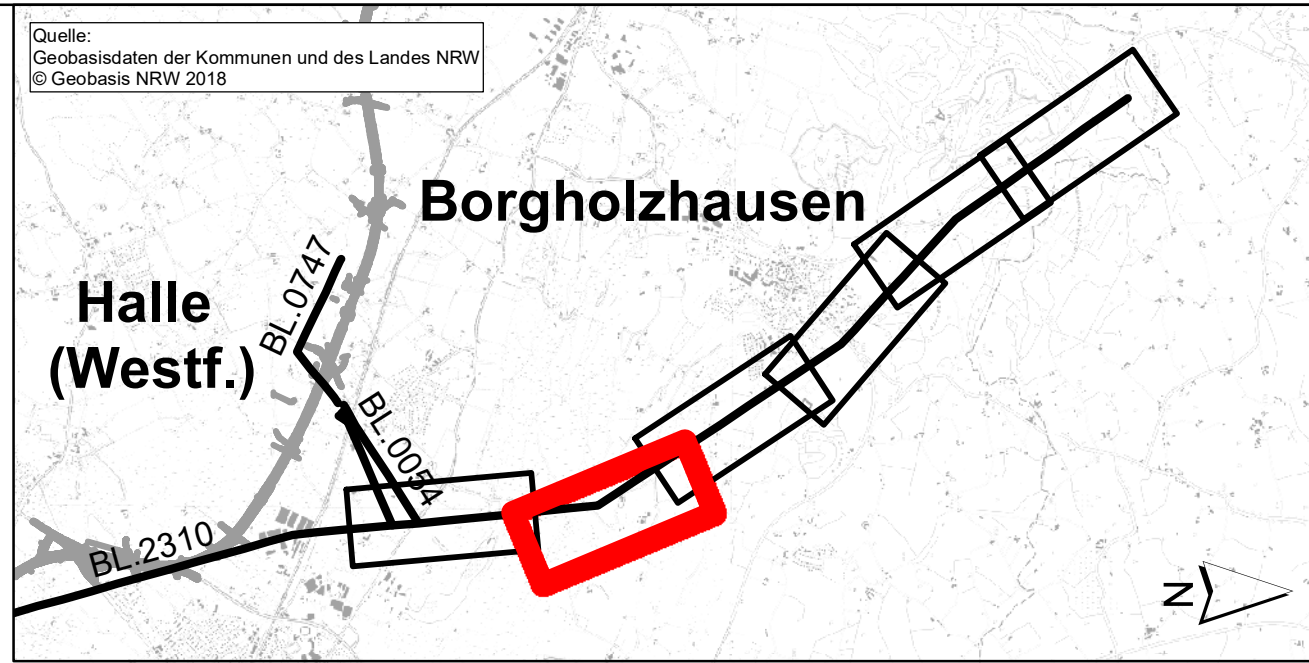 Quelle:
Geobasisdaten der Kommunen und des Landes NRW
© Geobasis NRW 2018
Borgholzhausen
Halle
(Westf.)
BL.0747
BL.0054
BL.2310
N